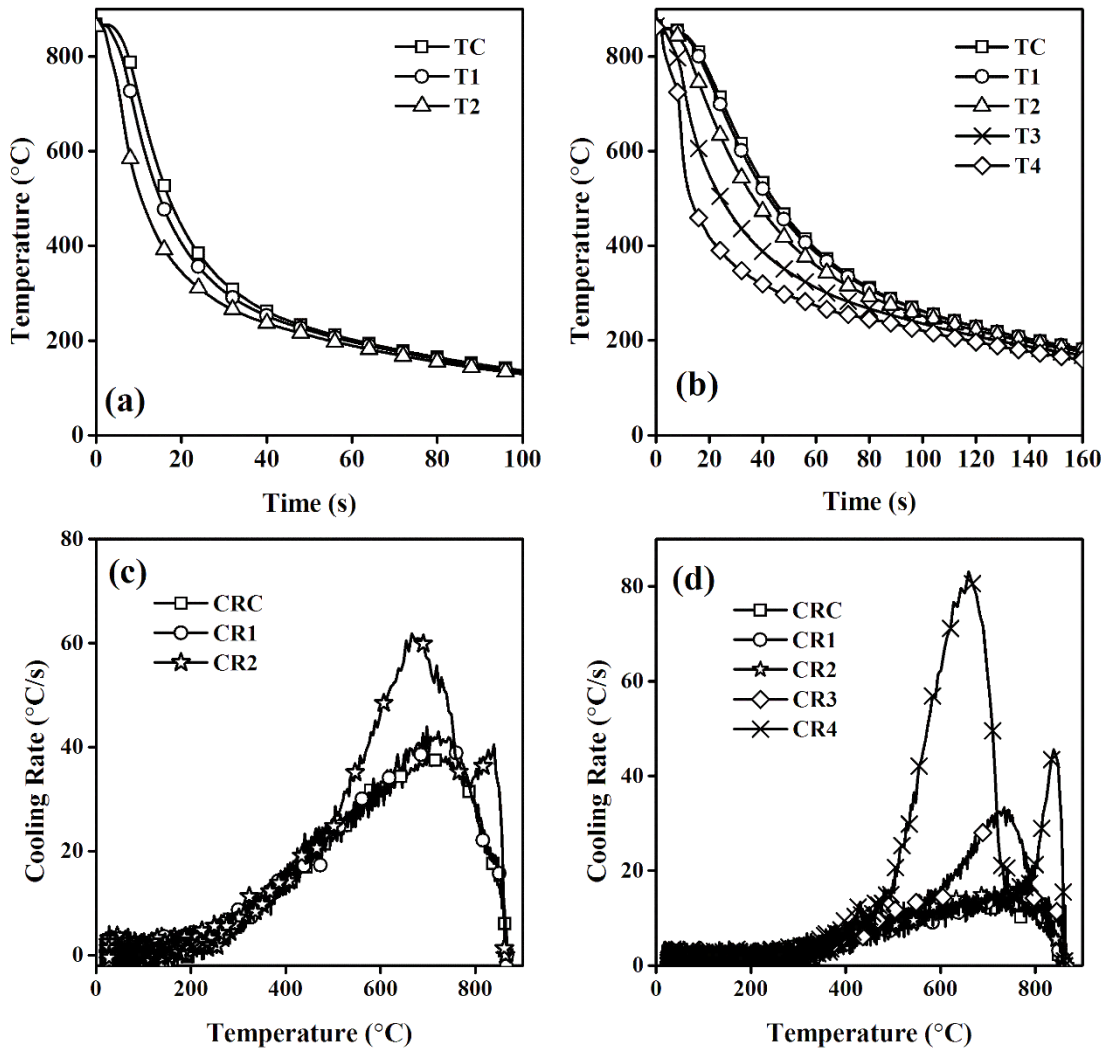 800
600
400
200
0
Temperature (°C)
TC
T1
T2
(a)
0 20 40 60 80 100
Time (s)
800
600
400
200
0
Temperature (°C)
TC
T1
T2
T3
T4
(b)
0 20 40 60 80 100 120 140 160
Time (s)
80
60
40
20
0
Cooling Rate (°C/s)
(c)
CRC
CR1
CR2
0 200 400 600 800
Temperature (°C)
80
60
40
20
0
Cooling Rate (°C/s)
(d)
CRC
CR1
CR2
CR3
CR4
0 200 400 600 800
Temperature (°C)